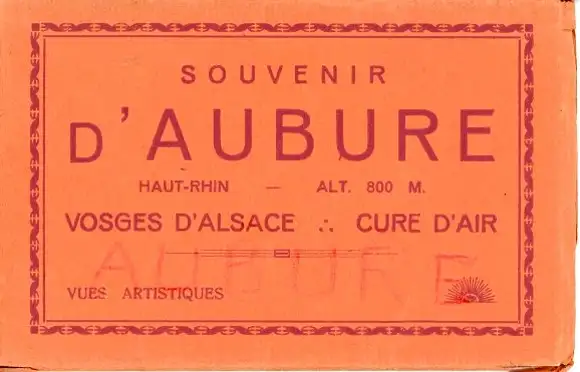 SOUVENIR
D'AUBURE
HAUT-RHIN — ALT. 800 M.
VOSGES D'ALSACE ∴ CURE D'AIR
AUBURE
VUES ARTISTIQUES